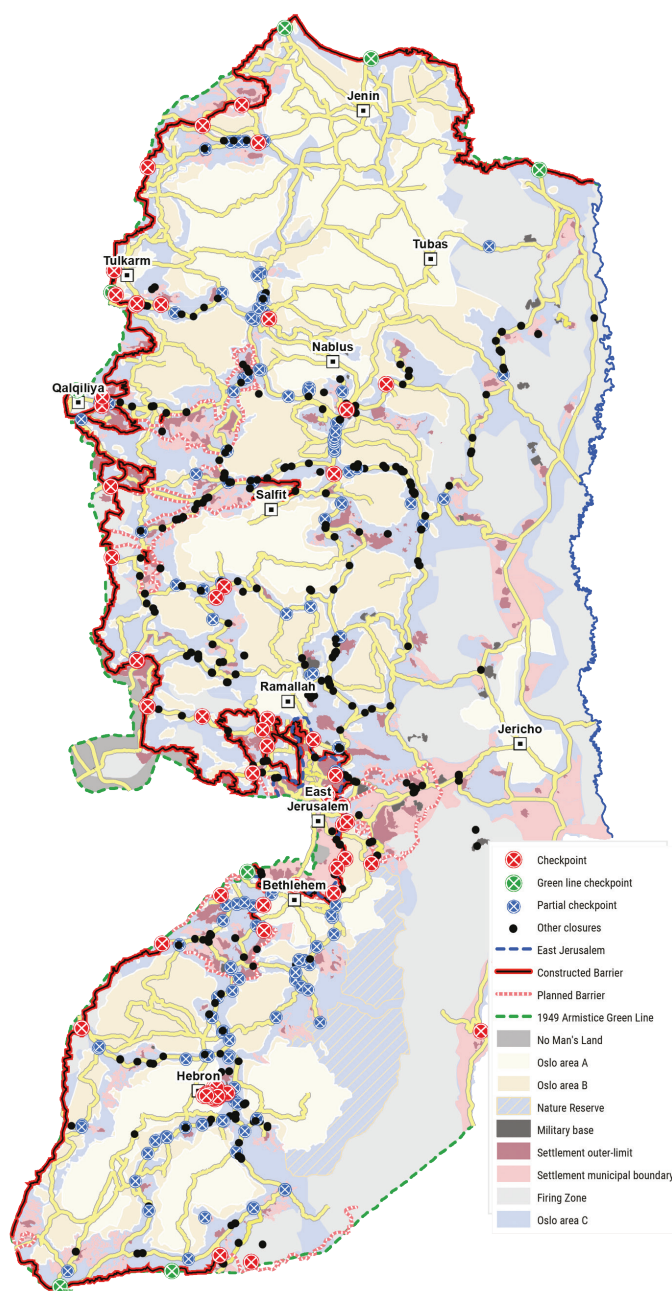 Jenin
Tubas
Tulkarm
Nablus
Qalqiliya
Salfit
Ramallah
Jericho
East
Jerusalem
Bethlehem
Hebron
Checkpoint
Green line checkpoint
Partial checkpoint
Other closures
East Jerusalem
Constructed Barrier
Planned Barrier
1949 Armistice Green Line
No Man's Land
Oslo area A
Oslo area B
Nature Reserve
Military base
Settlement outer-limit
Settlement municipal boundary
Firing Zone
Oslo area C